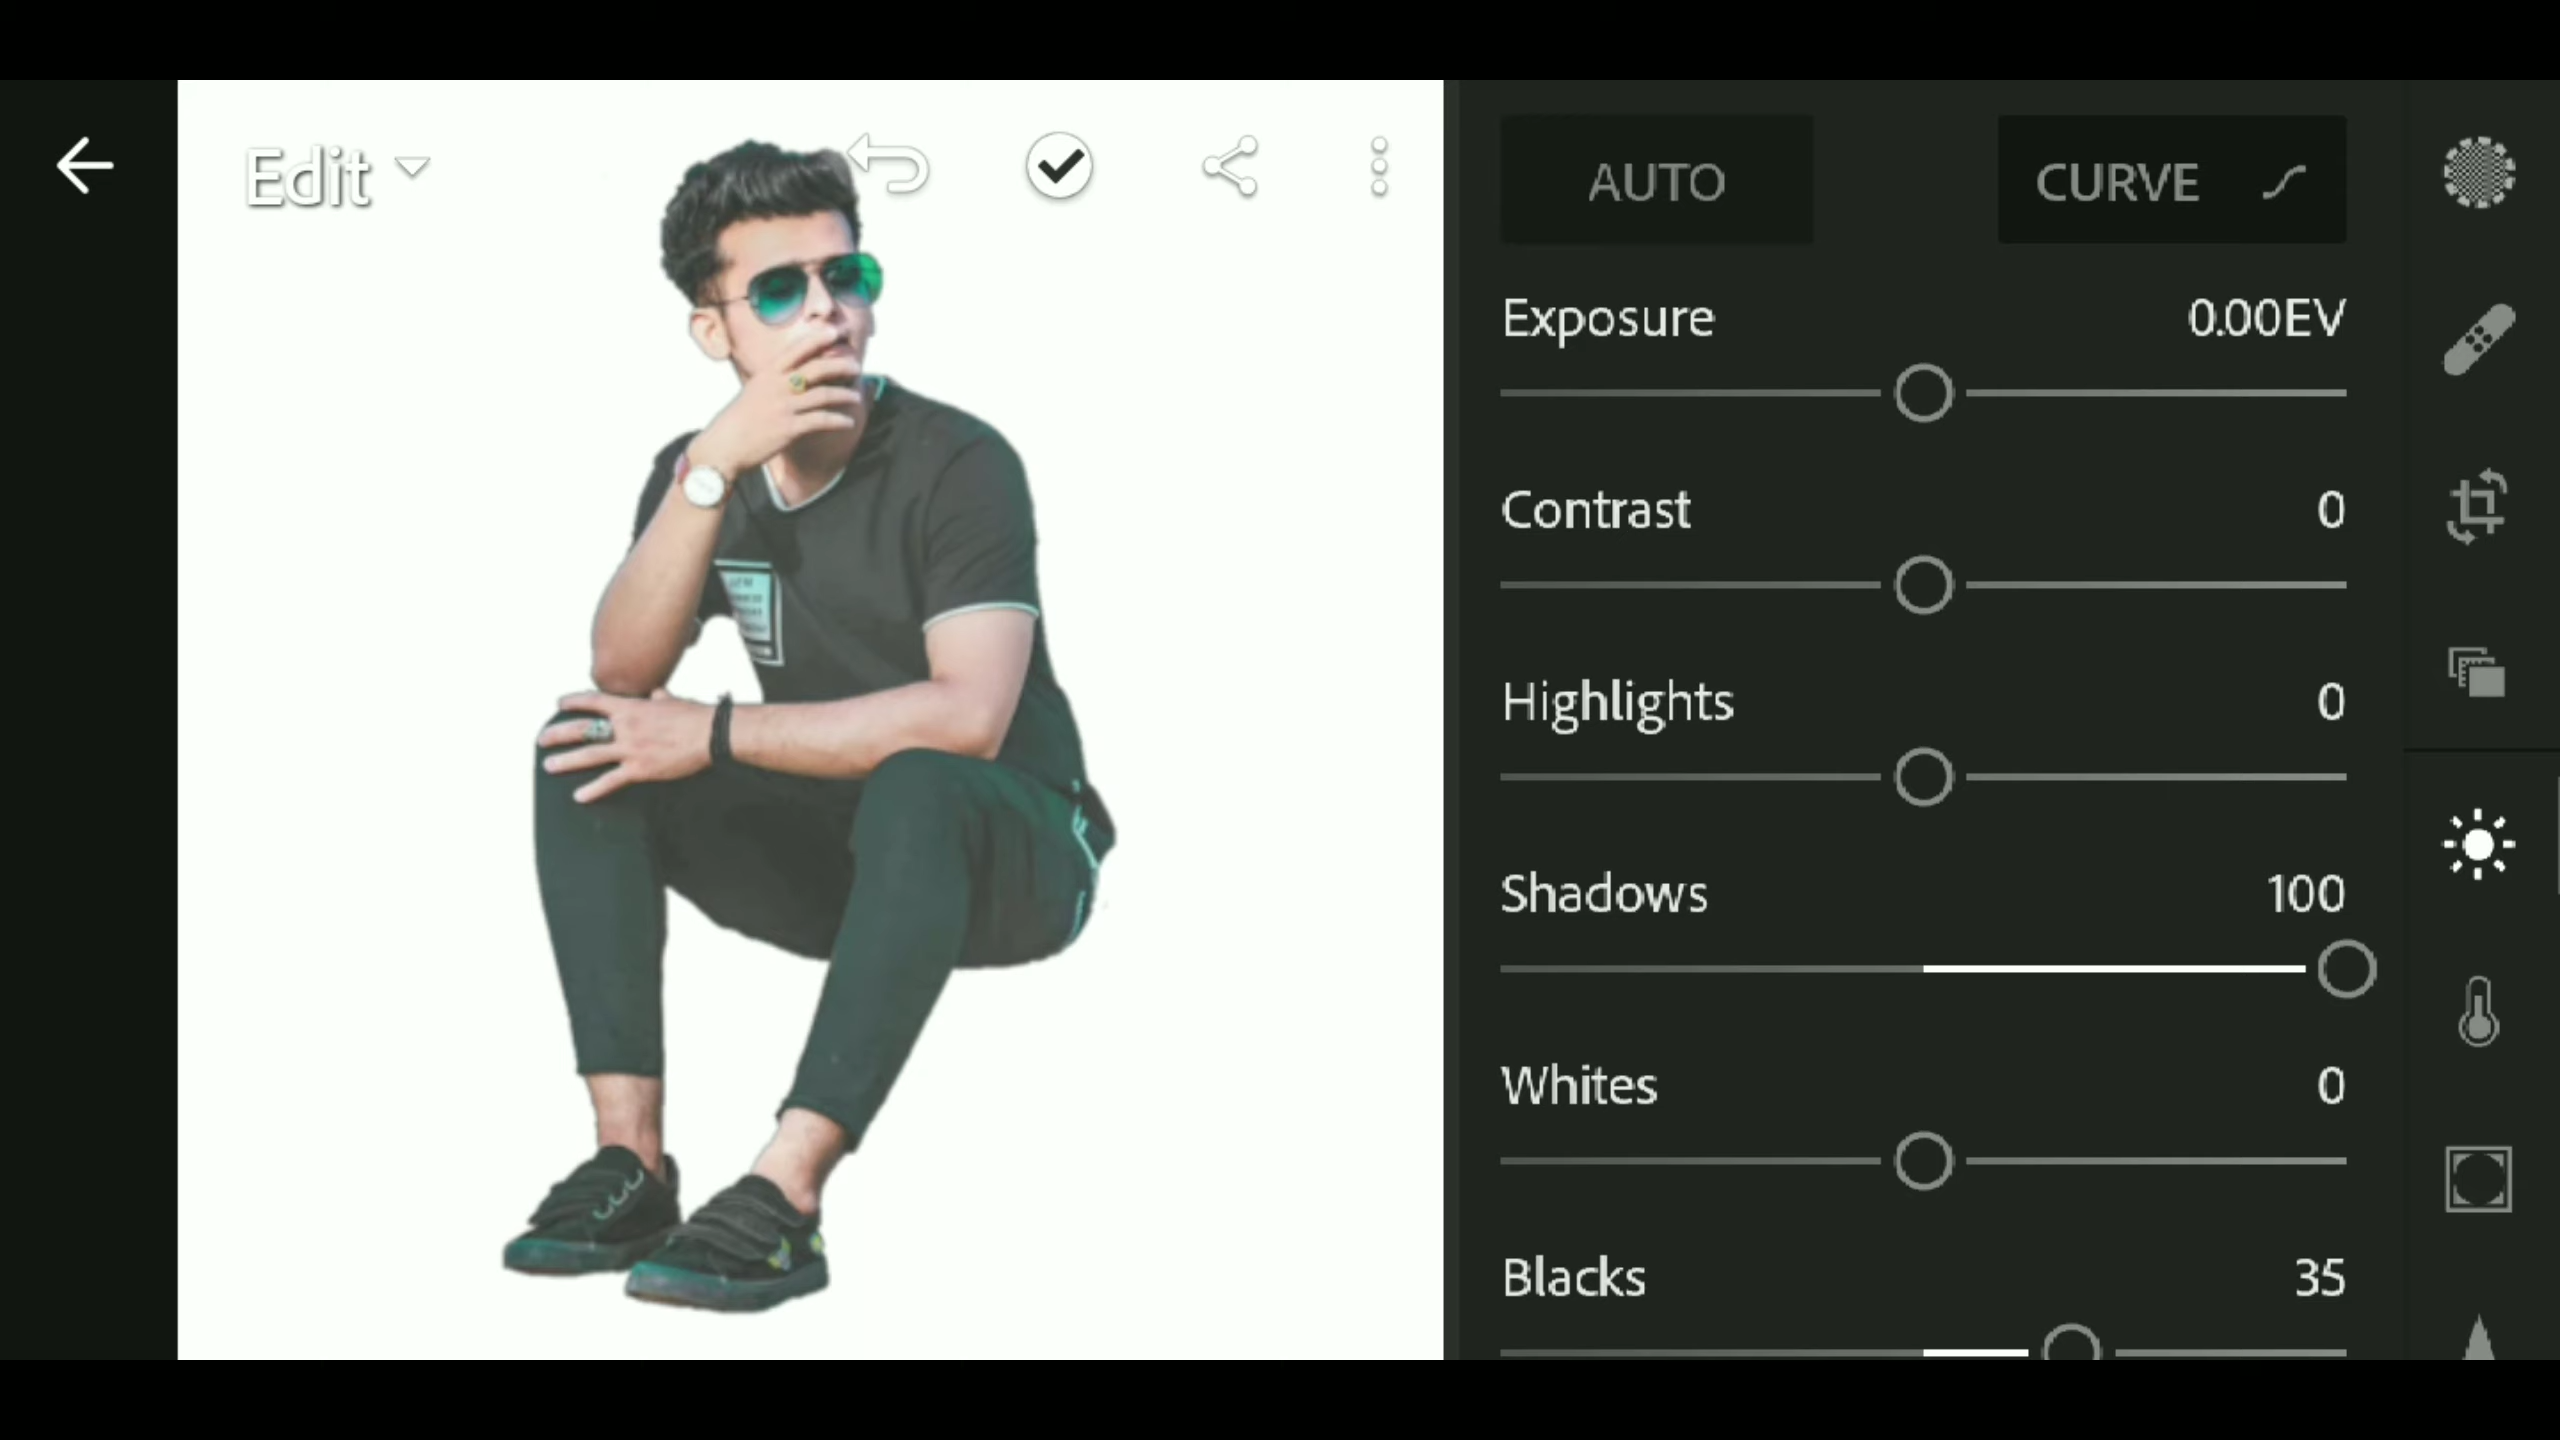 Edit
AUTO
CURVE
Exposure 0.00EV
Contrast 0
Highlights 0
Shadows 100
Whites 0
Blacks 35